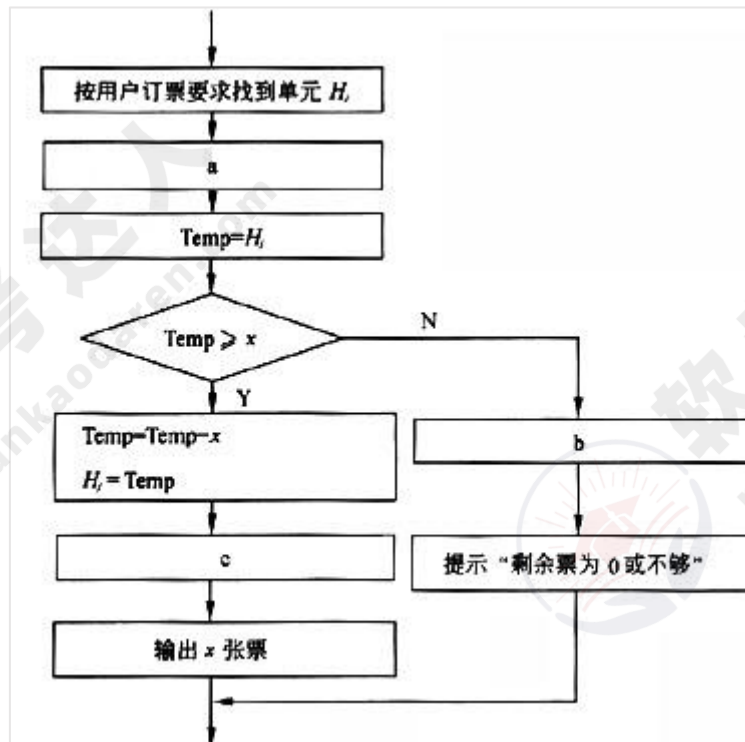 按用户订票要求找到单元 Hᵢ
a
Temp=Hᵢ
Temp⩾x
N
Y
Temp=Temp-x
Hᵢ=Temp
b
c
提示“剩余票为 0 或不够”
输出 x 张票